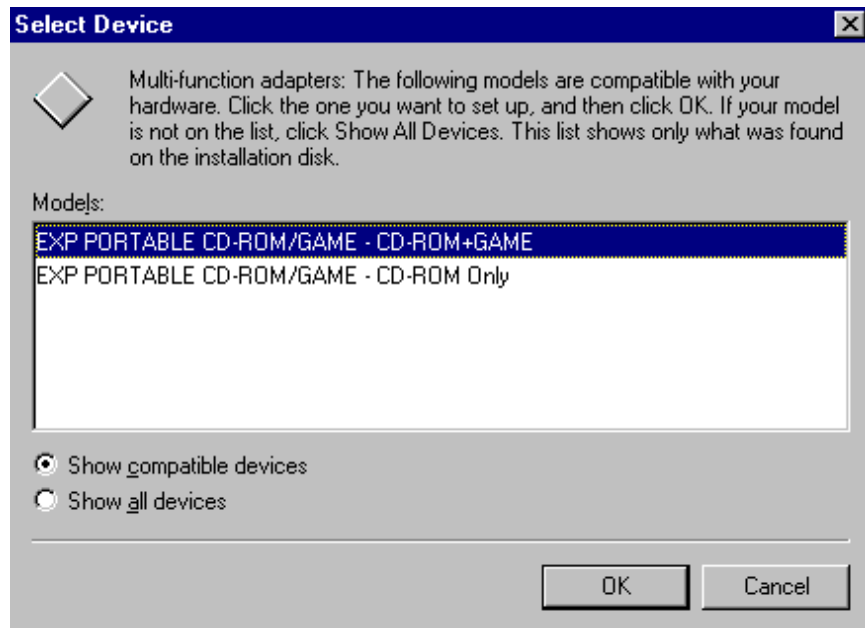 Select Device
Multi-function adapters: The following models are compatible with your
hardware. Click the one you want to set up, and then click OK. If your model
is not on the list, click Show All Devices. This list shows only what was found
on the installation disk.
Models:
EXP PORTABLE CD-ROM/GAME - CD-ROM+GAME
EXP PORTABLE CD-ROM/GAME - CD-ROM Only
Show compatible devices
Show all devices
OK Cancel